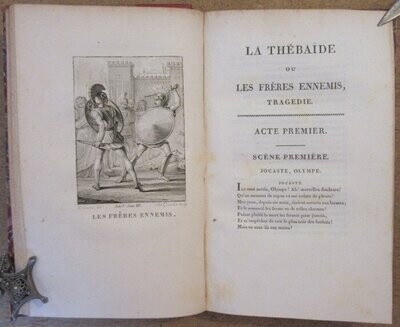 LES FRÈRES ENNEMIS.
LA THÉBAIDE
OU
LES FRÈRES ENNEMIS,
TRAGEDIE.
ACTE PREMIER.
SCÈNE PREMIÈRE.
JOCASTE, OLYMPE.
JOCASTE.
Ils sont sortis, Olympe? Ah! mortelles douleurs!
Qu'un moment de repos me va coûter de pleurs!
Mes yeux, depuis six mois, étoient ouverts aux larmes,
Et le sommeil les ferme en de telles alarmes!
Puisse plutôt la mort les fermer pour jamais,
Et m'empêcher de voir le plus noir des forfaits!
Mais en sont-ils aux mains?